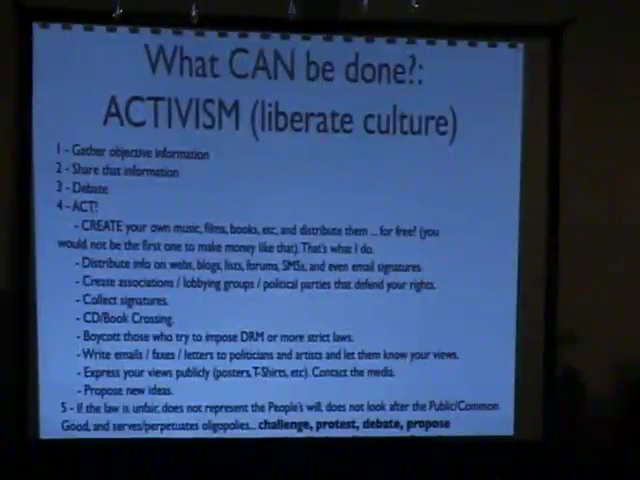 What CAN be done?:
ACTIVISM (liberate culture)
1 - Gather objective information
2 - Share that information
3 - Debate
4 - ACT!
- CREATE your own music, films, books, etc, and distribute them ... for free! (you
would not be the first one to make money like that). That's what I do.
- Distribute info on webs, blogs, lists, forums, SMSs, and even email signatures.
- Create associations / lobbying groups / political parties that defend your rights.
- Collect signatures.
- CD/Book Crossing.
- Boycott those who try to impose DRM or more strict laws.
- Write emails / faxes / letters to politicians and artists and let them know your views.
- Express your views publicly (posters, T-Shirts, etc). Contact the media.
- Propose new ideas.
5 - If the law is unfair, does not represent the People's will, does not look after the Public/Common
Good, and serves/perpetuates oligopolies... challenge, protest, debate, propose